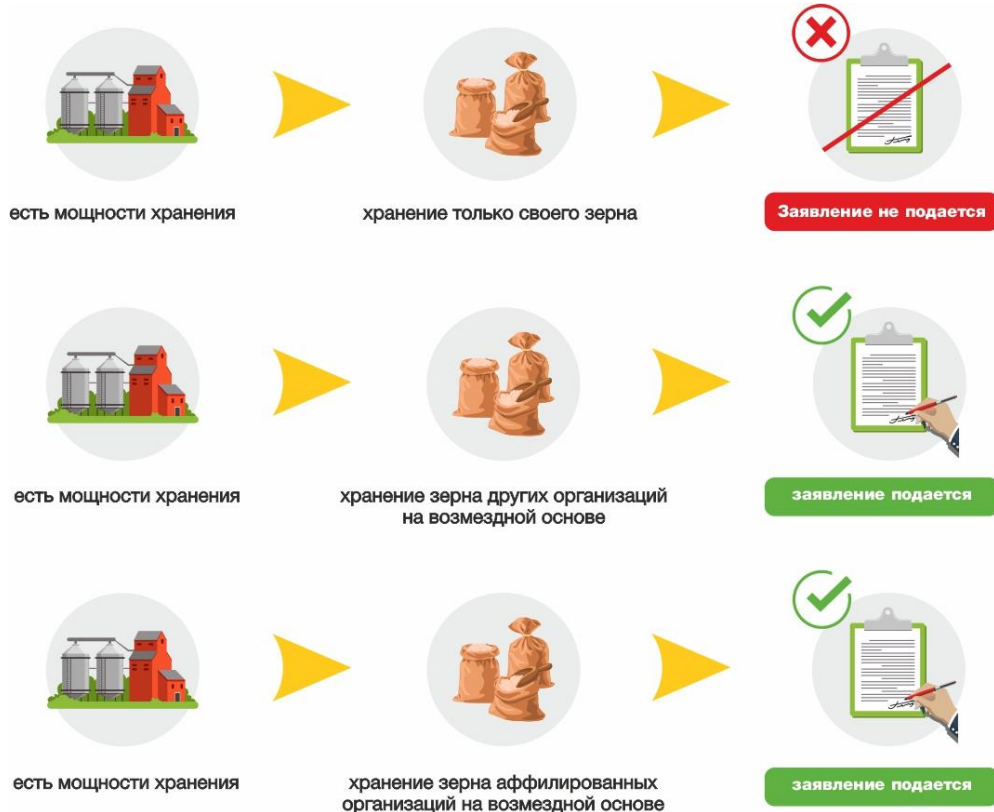 есть мощности хранения
хранение только своего зерна
Заявление не подается
есть мощности хранения
хранение зерна других организаций
на возмездной основе
заявление подается
есть мощности хранения
хранение зерна аффилированных
организаций на возмездной основе
заявление подается